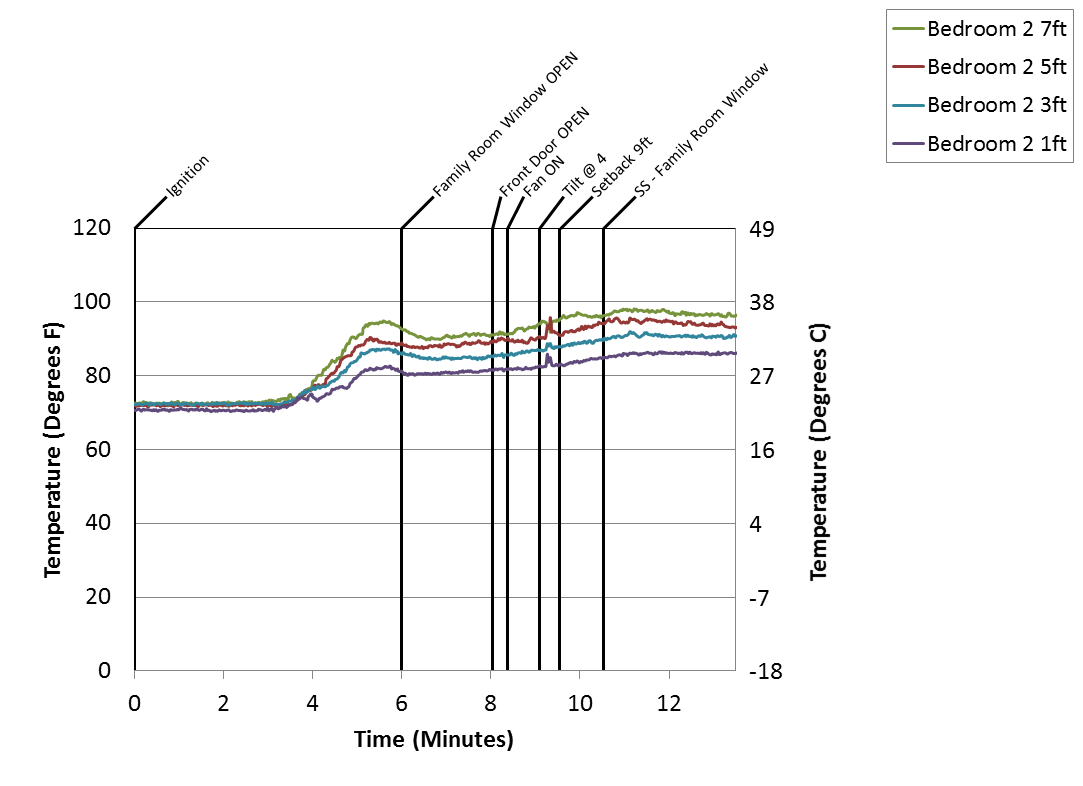 Bedroom 2 7ft
Bedroom 2 5ft
Bedroom 2 3ft
Bedroom 2 1ft
Ignition
Family Room Window OPEN
Front Door OPEN
Fan ON
Tilt @ 4
Setback 9ft
SS - Family Room Window
120
100
80
60
40
20
0
Temperature (Degrees F)
49
38
27
16
4
-7
-18
Temperature (Degrees C)
0 2 4 6 8 10 12
Time (Minutes)